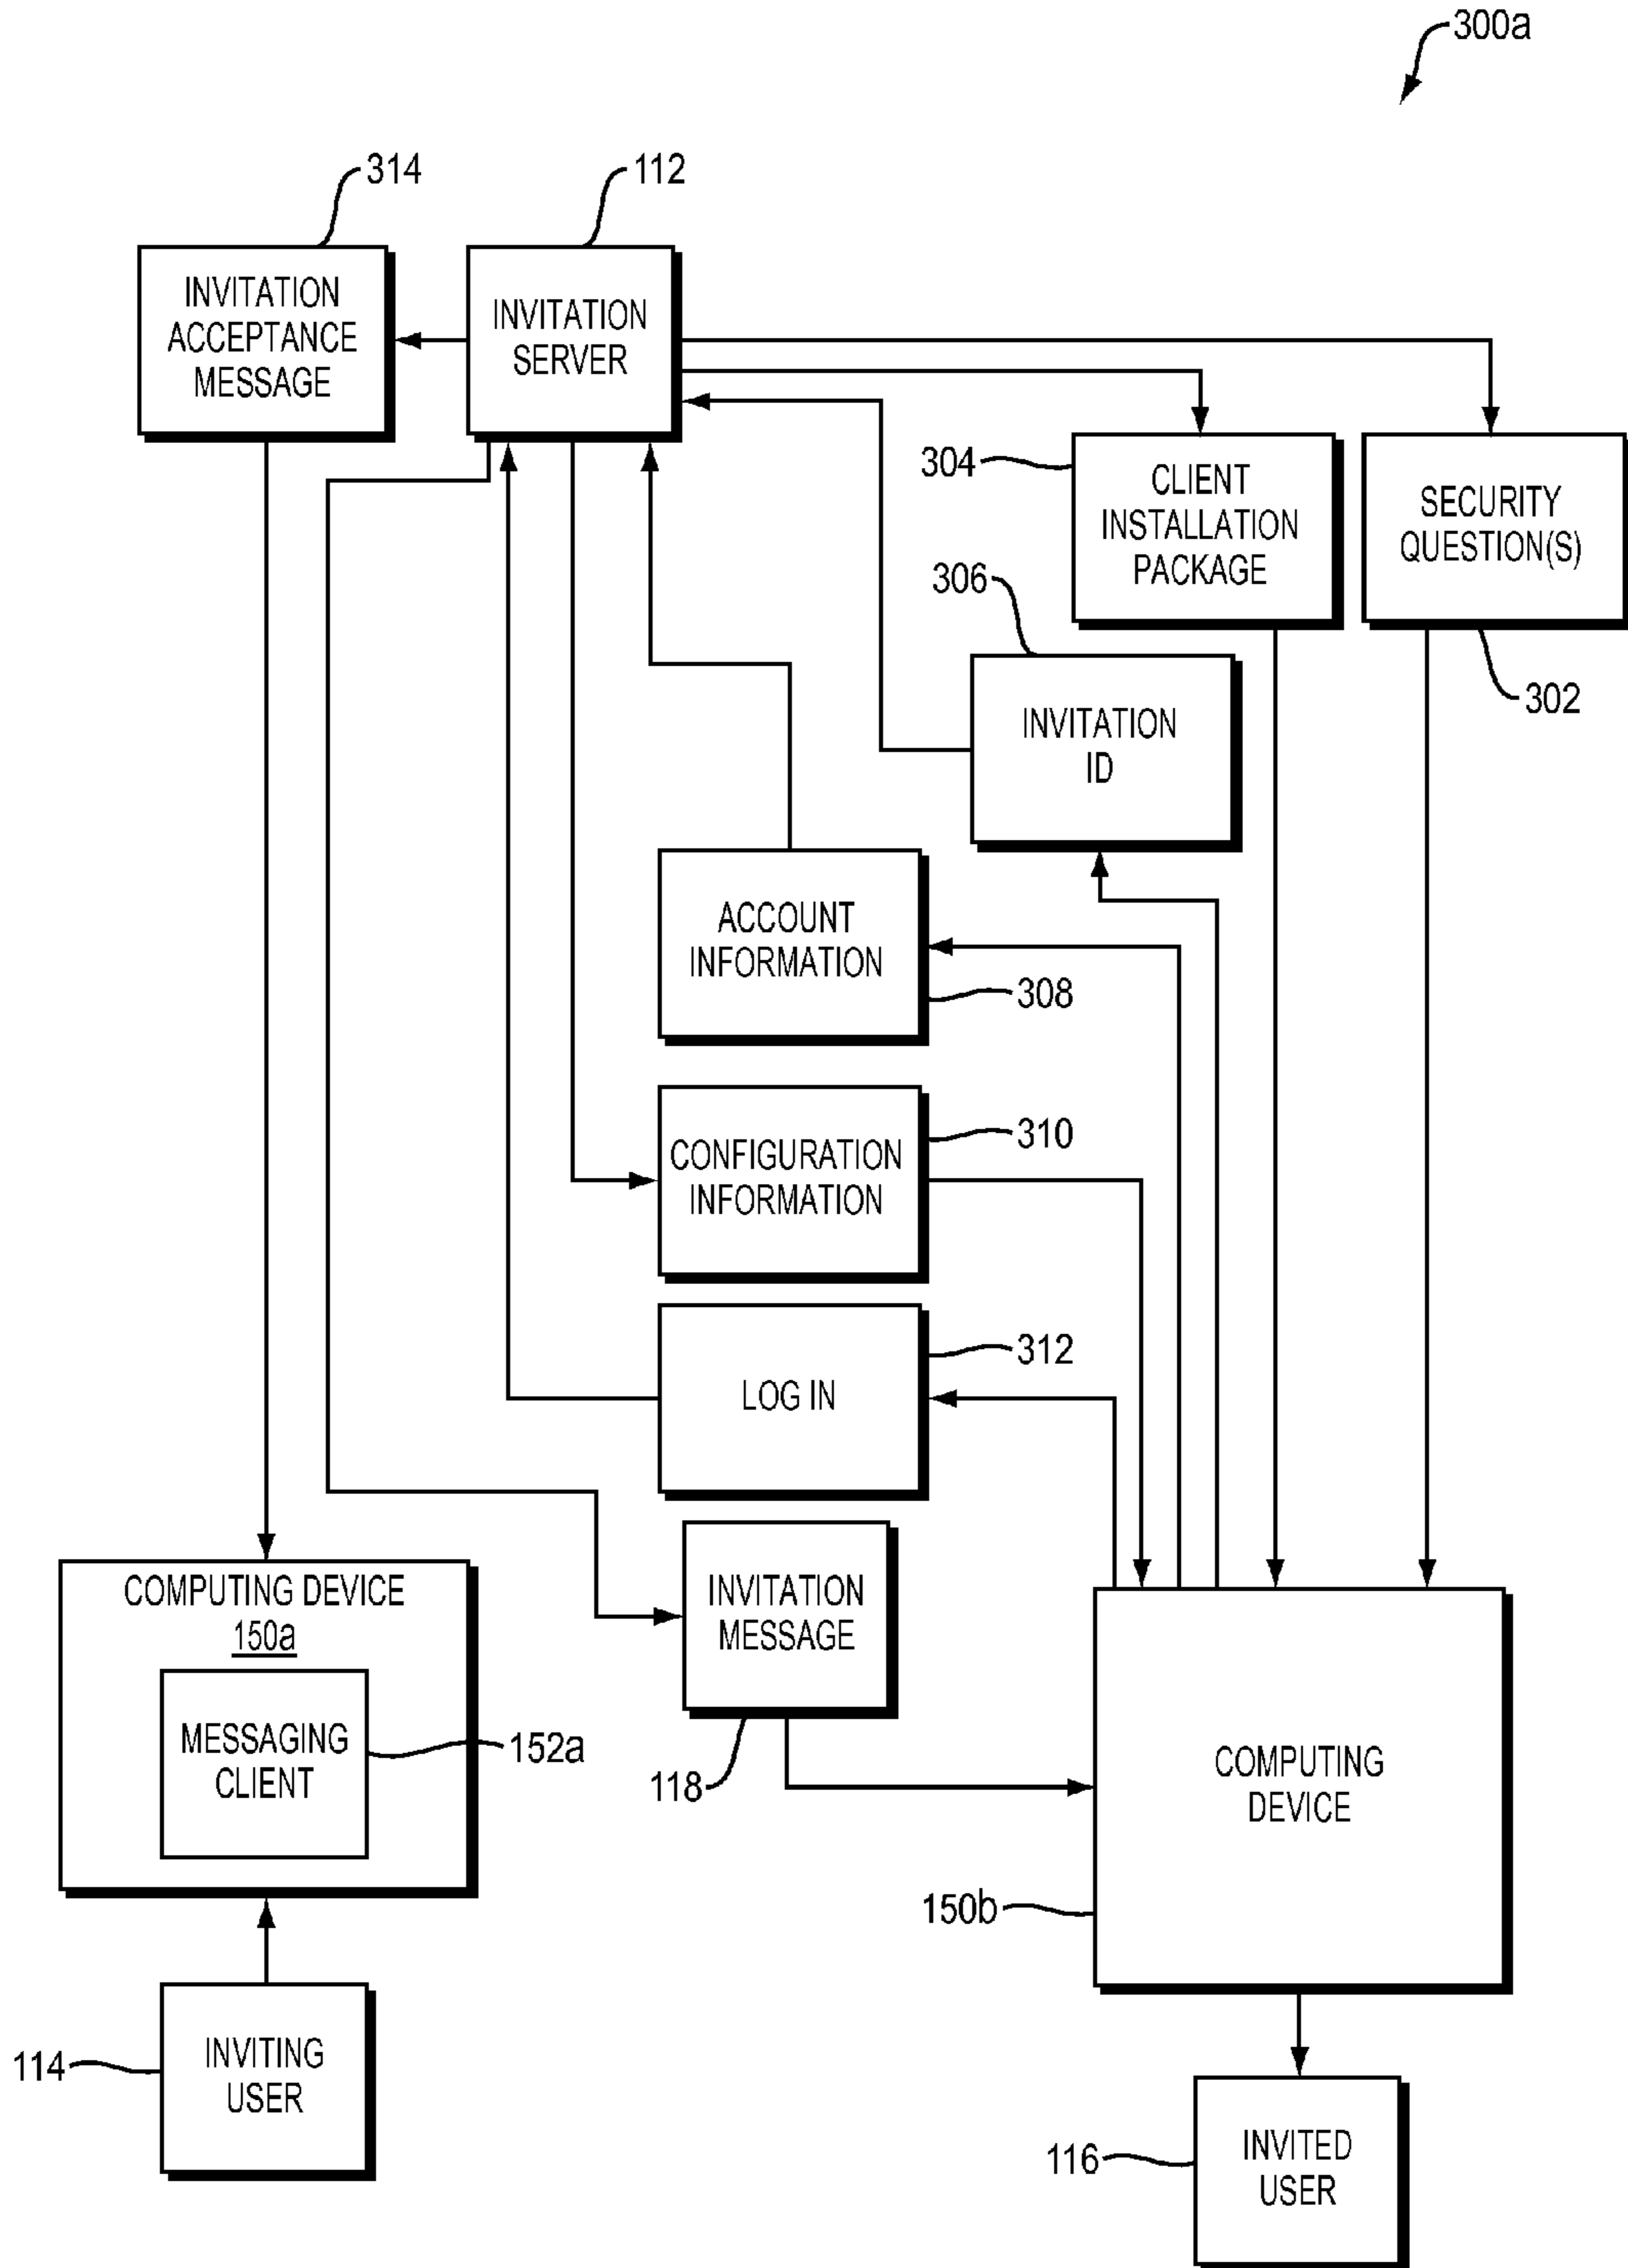 300a
314
112
INVITATION
ACCEPTANCE
MESSAGE
INVITATION
SERVER
304
CLIENT
INSTALLATION
PACKAGE
SECURITY
QUESTION(S)
306
302
INVITATION
ID
ACCOUNT
INFORMATION
308
310
CONFIGURATION
INFORMATION
312
LOG IN
COMPUTING DEVICE
150a
INVITATION
MESSAGE
MESSAGING
CLIENT
152a
118
COMPUTING
DEVICE
150b
114
INVITING
USER
116
INVITED
USER